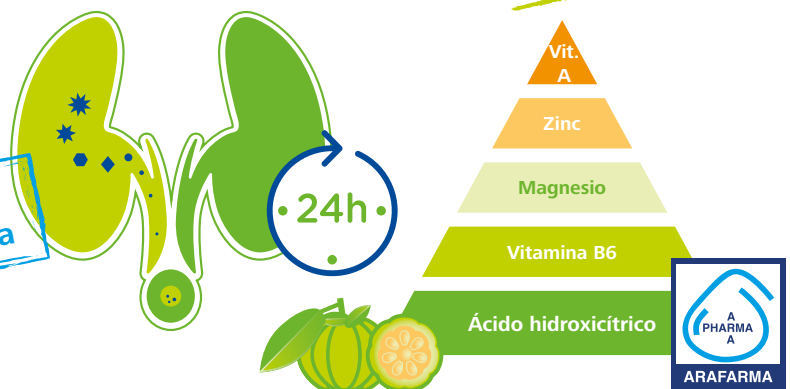 Vit.
A
Zinc
Magnesio
Vitamina B6
Ácido hidroxicítrico
24h
a
A
PHARMA
A
ARAFARMA